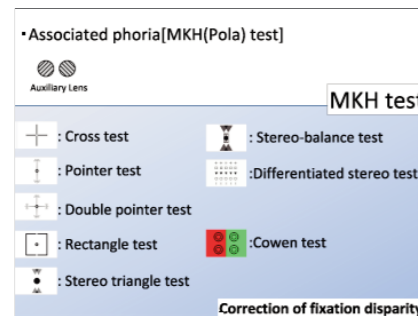 ・Associated phoria[MKH(Pola) test]
Auxiliary Lens
MKH test
: Cross test
: Pointer test
: Double pointer test
: Rectangle test
: Stereo triangle test
: Stereo-balance test
:Differentiated stereo test
:Cowen test
Correction of fixation disparity